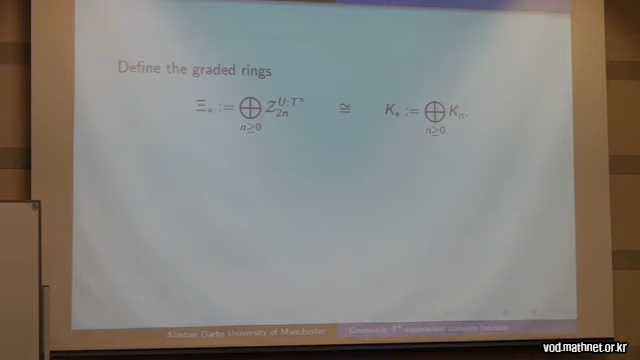 Define the graded rings
Ξ∗ := ⨁_{n≥0} 𝒵_{2n}^{U:T^n} ≅ K∗ := ⨁_{n≥0} K_n.
Alastair Darby University of Manchester
Geometric T^k-equivariant complex bordism
vod.mathnet.or.kr